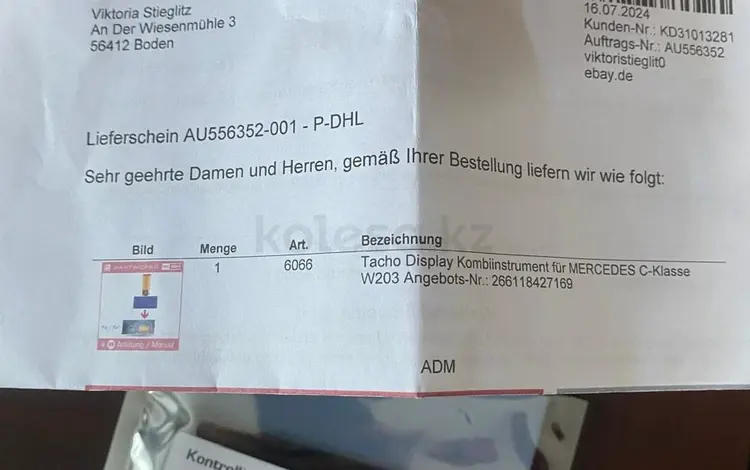 Viktoria Stieglitz
An Der Wiesenmühle 3
56412 Boden
16.07.2024
Kunden-Nr.: KD31013281
Auftrags-Nr.: AU556352
viktoristieglit0
ebay.de
Lieferschein AU556352-001 - P-DHL
Sehr geehrte Damen und Herren, gemäß Ihrer Bestellung liefern wir wie folgt:
kolesa.kz
Bild Menge Art. Bezeichnung
1 6066 Tacho Display Kombiinstrument für MERCEDES C-Klasse
W203 Angebots-Nr.: 266118427169
Anleitung / Manual
ADM